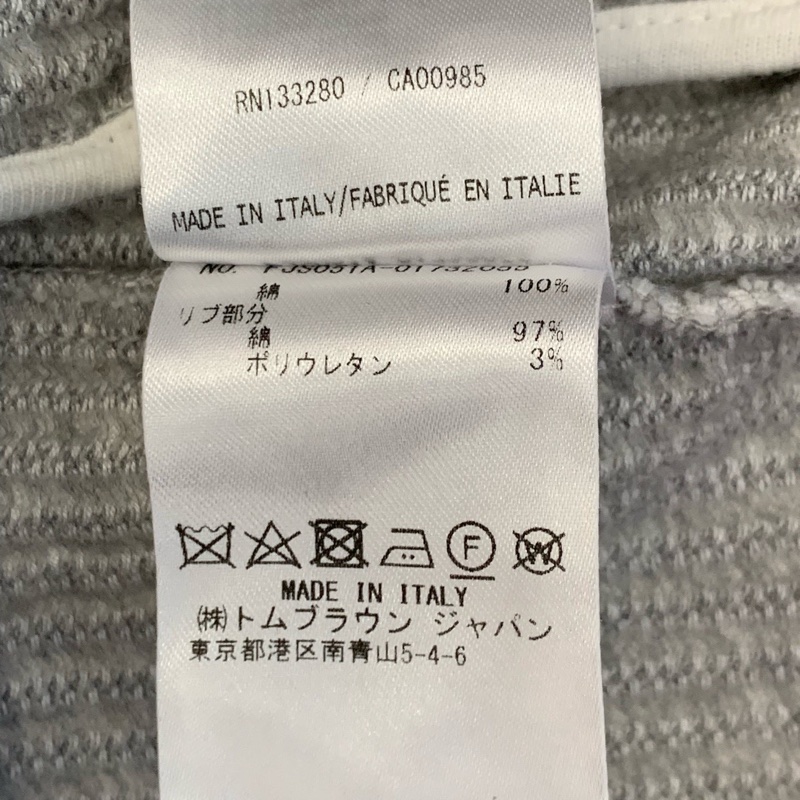 RN133280 / CA00985
MADE IN ITALY/FABRIQUÉ EN ITALIE
NO.
綿 100%
リブ部分
綿 97%
ポリウレタン 3%
F
W
MADE IN ITALY
㈱トムブラウン ジャパン
東京都港区南青山5-4-6